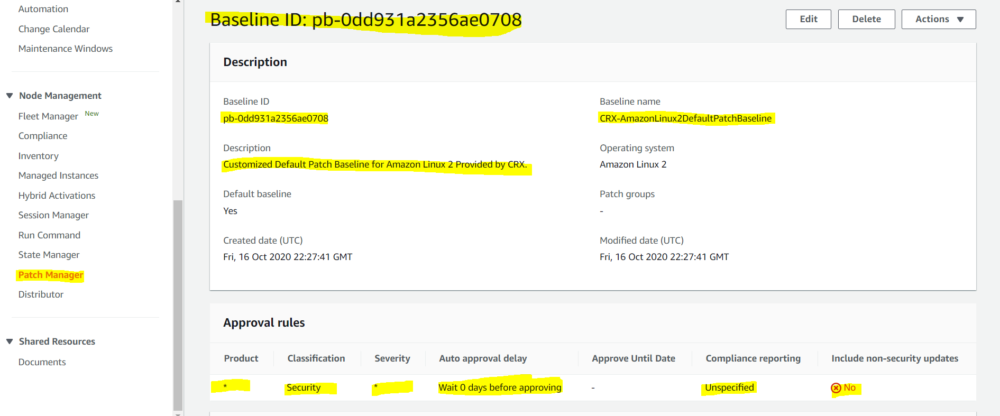 Automation
Change Calendar
Maintenance Windows
Node Management
Fleet Manager New
Compliance
Inventory
Managed Instances
Hybrid Activations
Session Manager
Run Command
State Manager
Patch Manager
Distributor
Shared Resources
Documents
Baseline ID: pb-0dd931a2356ae0708
Edit
Delete
Actions
Description
Baseline ID
pb-0dd931a2356ae0708
Baseline name
CRX-AmazonLinux2DefaultPatchBaseline
Description
Customized Default Patch Baseline for Amazon Linux 2 Provided by CRX.
Operating system
Amazon Linux 2
Default baseline
Yes
Patch groups
-
Created date (UTC)
Fri, 16 Oct 2020 22:27:41 GMT
Modified date (UTC)
Fri, 16 Oct 2020 22:27:41 GMT
Approval rules
Product Classification Severity Auto approval delay Approve Until Date Compliance reporting Include non-security updates
* Security * Wait 0 days before approving - Unspecified No